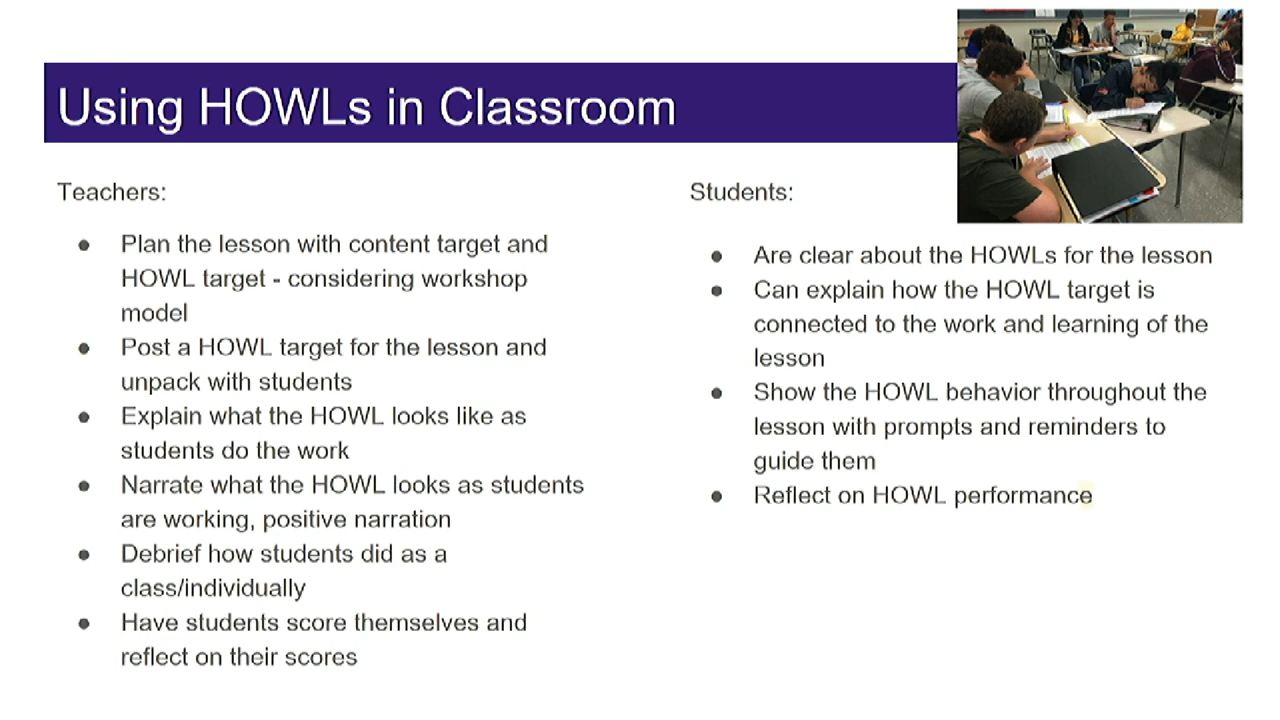 Using HOWLs in Classroom
Teachers:
● Plan the lesson with content target and
HOWL target - considering workshop
model
● Post a HOWL target for the lesson and
unpack with students
● Explain what the HOWL looks like as
students do the work
● Narrate what the HOWL looks as students
are working, positive narration
● Debrief how students did as a
class/individually
● Have students score themselves and
reflect on their scores
Students:
● Are clear about the HOWLs for the lesson
● Can explain how the HOWL target is
connected to the work and learning of the
lesson
● Show the HOWL behavior throughout the
lesson with prompts and reminders to
guide them
● Reflect on HOWL performance